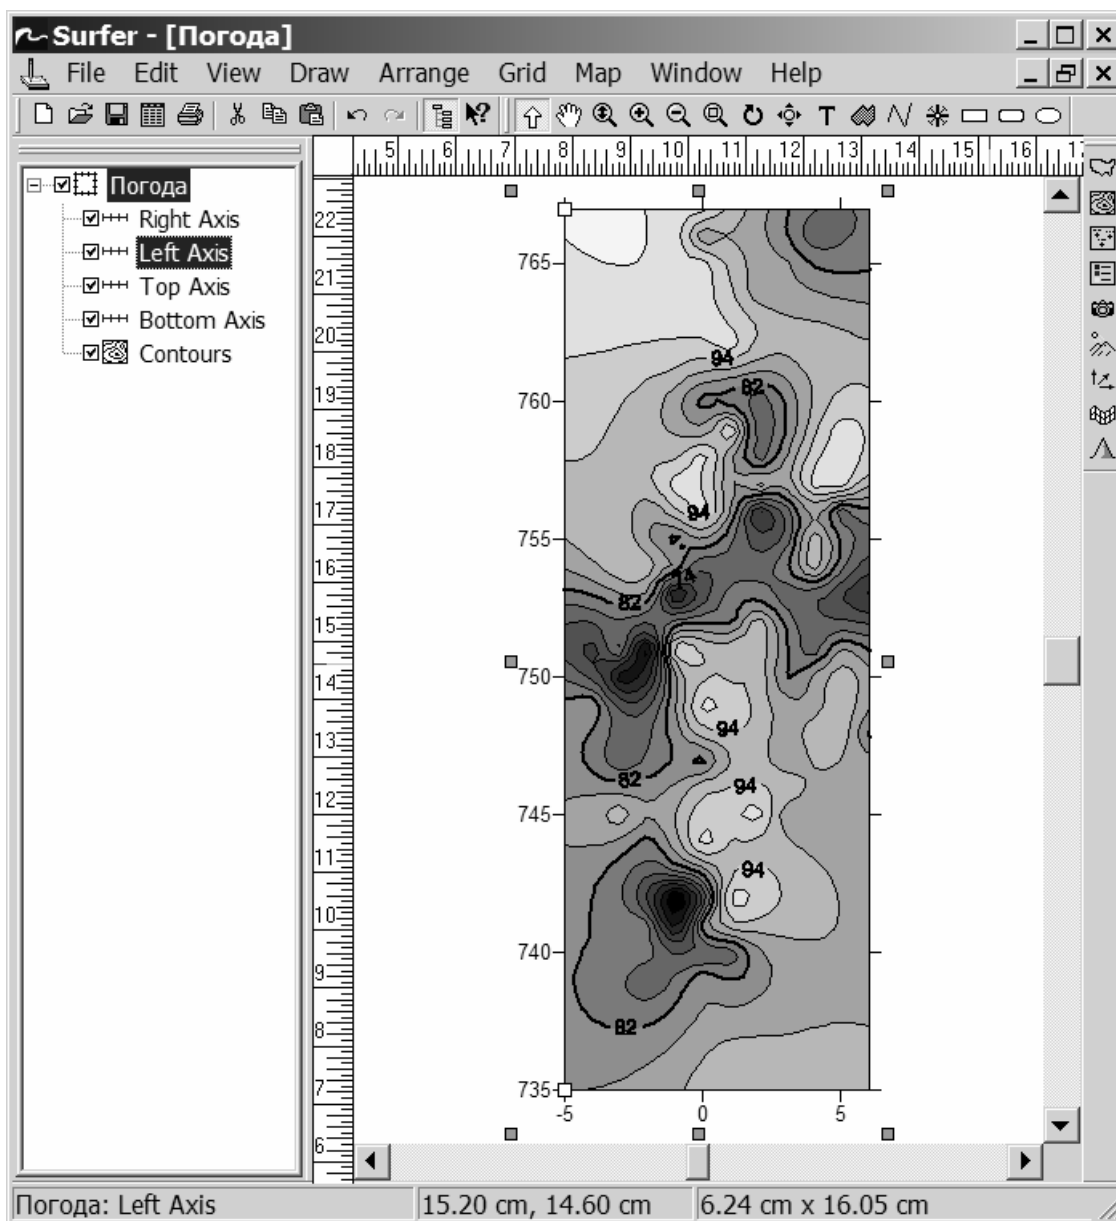 Surfer - [Погода]
File Edit View Draw Arrange Grid Map Window Help
T
5 6 7 8 9 10 11 12 13 14 15 16 17
Погода
Right Axis
Left Axis
Top Axis
Bottom Axis
Contours
22
21
20
19
18
17
16
15
14
13
12
11
10
9
8
7
6
765
760
755
750
745
740
735
-5 0 5
94
82
94
82
94
82
94
94
82
Погода: Left Axis 15.20 cm, 14.60 cm 6.24 cm x 16.05 cm